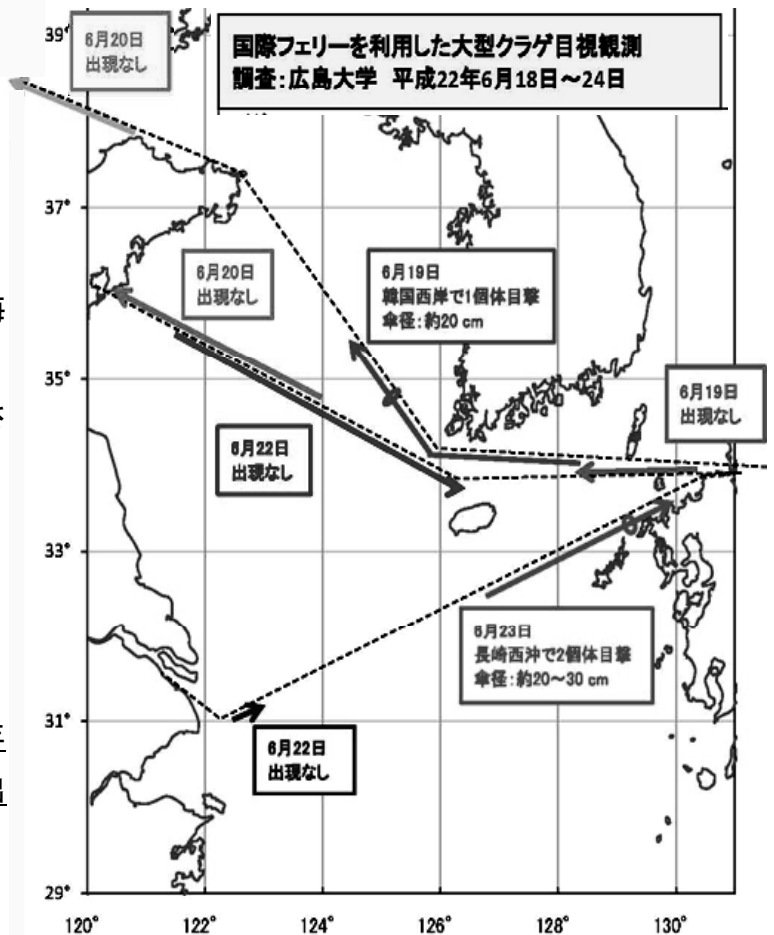 国際フェリーを利用した大型クラゲ目視観測
調査：広島大学　平成22年6月18日～24日
39°
6月20日
出現なし
37°
6月20日
出現なし
6月19日
韓国西岸で1個体目撃
傘径：約20 cm
35°
6月19日
出現なし
6月22日
出現なし
33°
6月23日
長崎西沖で2個体目撃
傘径：約20～30 cm
31°
6月22日
出現なし
29°
120°　122°　124°　126°　128°　130°